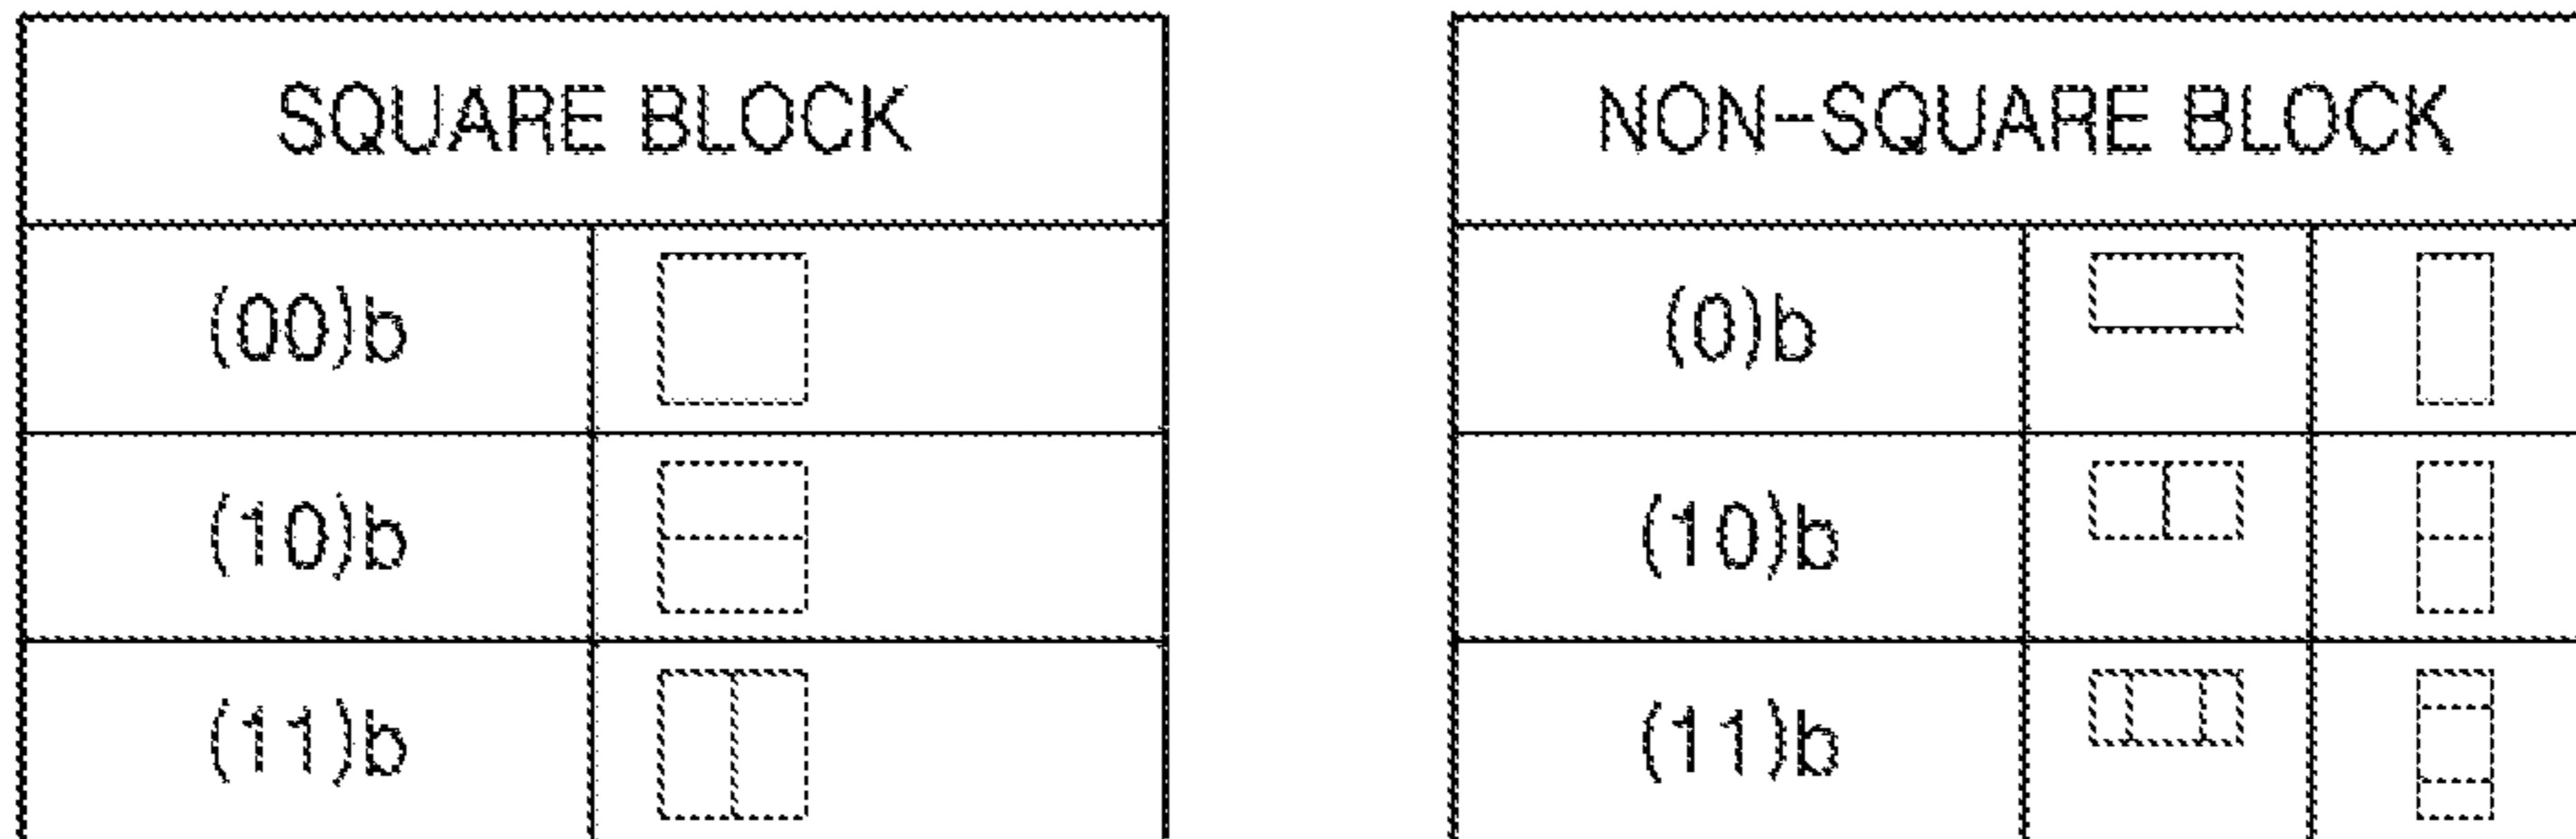 SQUARE BLOCK
(00)b
(10)b
(11)b
NON-SQUARE BLOCK
(0)b
(10)b
(11)b